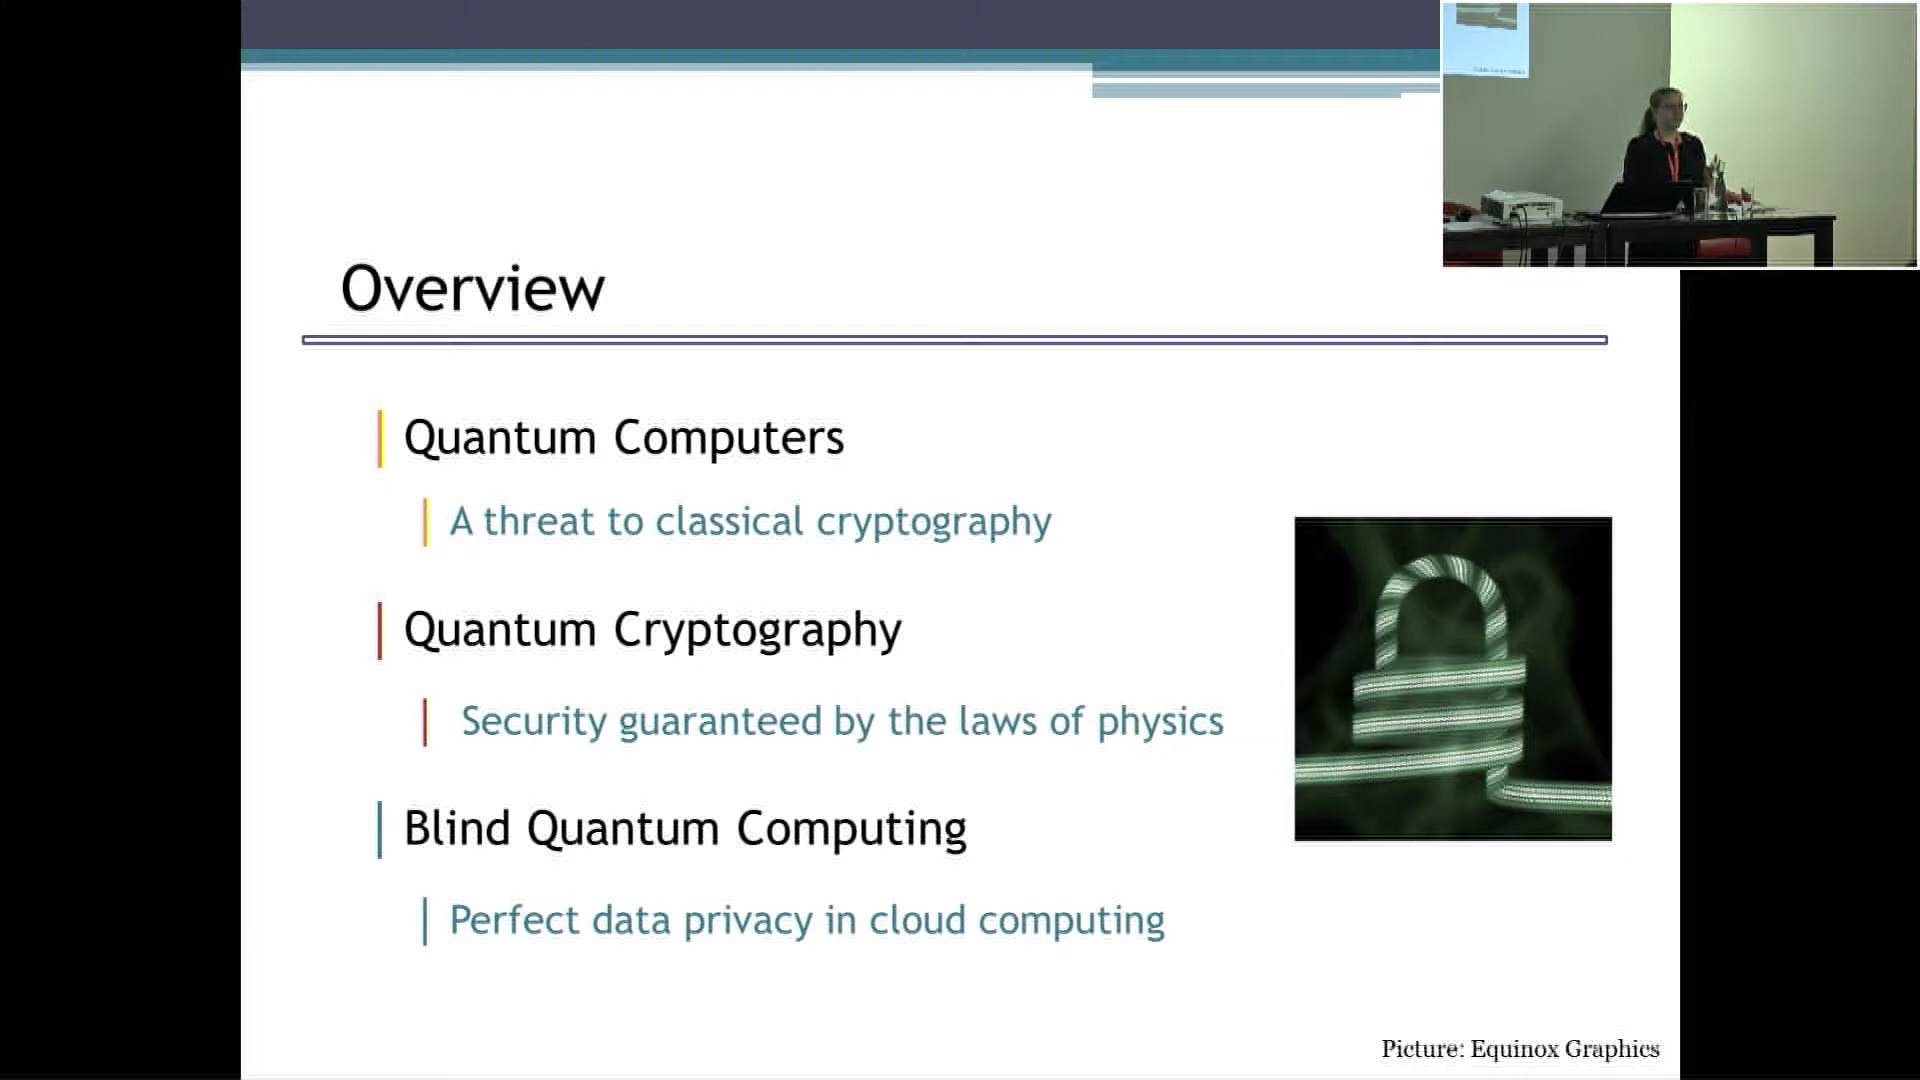 Overview
Quantum Computers
A threat to classical cryptography
Quantum Cryptography
Security guaranteed by the laws of physics
Blind Quantum Computing
Perfect data privacy in cloud computing
Picture: Equinox Graphics